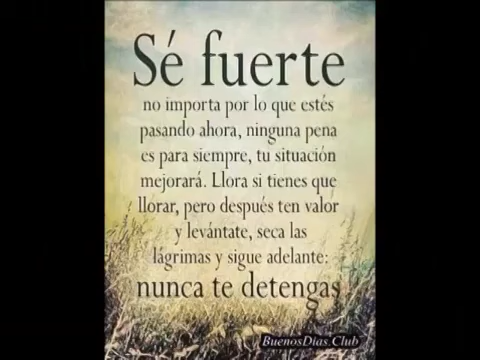 Sé fuerte
no importa por lo que estés
pasando ahora, ninguna pena
es para siempre, tu situación
mejorará. Llora si tienes que
llorar, pero después ten valor
y levántate, seca las
lágrimas y sigue adelante:
nunca te detengas
BuenosDias.Club